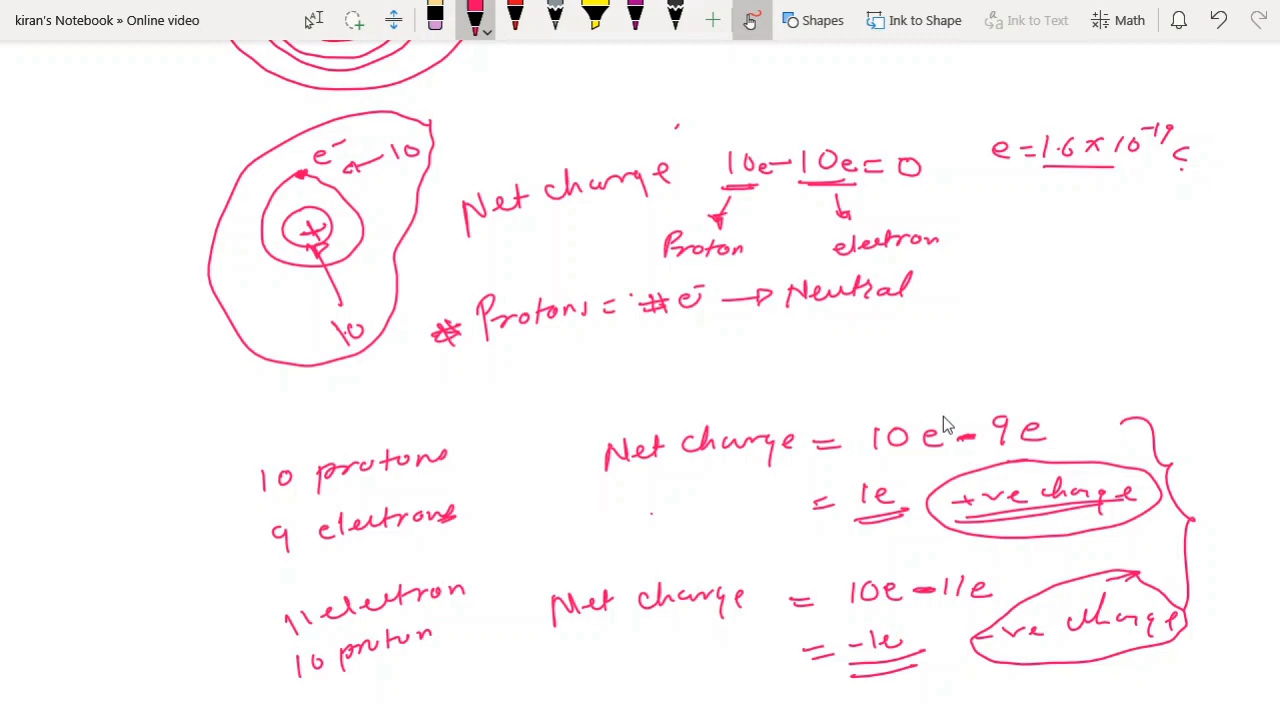 kiran's Notebook » Online video
Shapes
Ink to Shape
Ink to Text
Math
e⁻ 10
+
P
10
Net charge 10e - 10e = 0
Proton
electron
e = 1.6 × 10⁻¹⁹ C
# Protons = # e⁻ → Neutral
10 protons
9 electrons
Net charge = 10 e - 9 e
= 1e +ve charge
11 electron
10 proton
Net charge = 10e - 11e
= -1e -ve charge